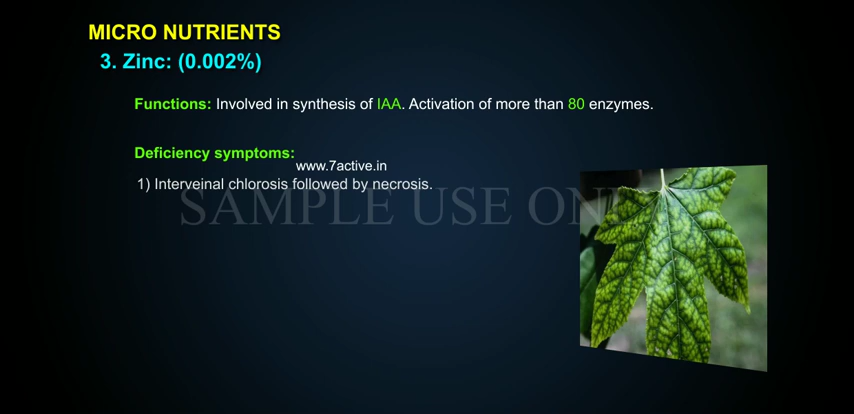 MICRO NUTRIENTS
3. Zinc: (0.002%)
Functions: Involved in synthesis of IAA. Activation of more than 80 enzymes.
Deficiency symptoms:
www.7active.in
1) Interveinal chlorosis followed by necrosis.
SAMPLE USE ON